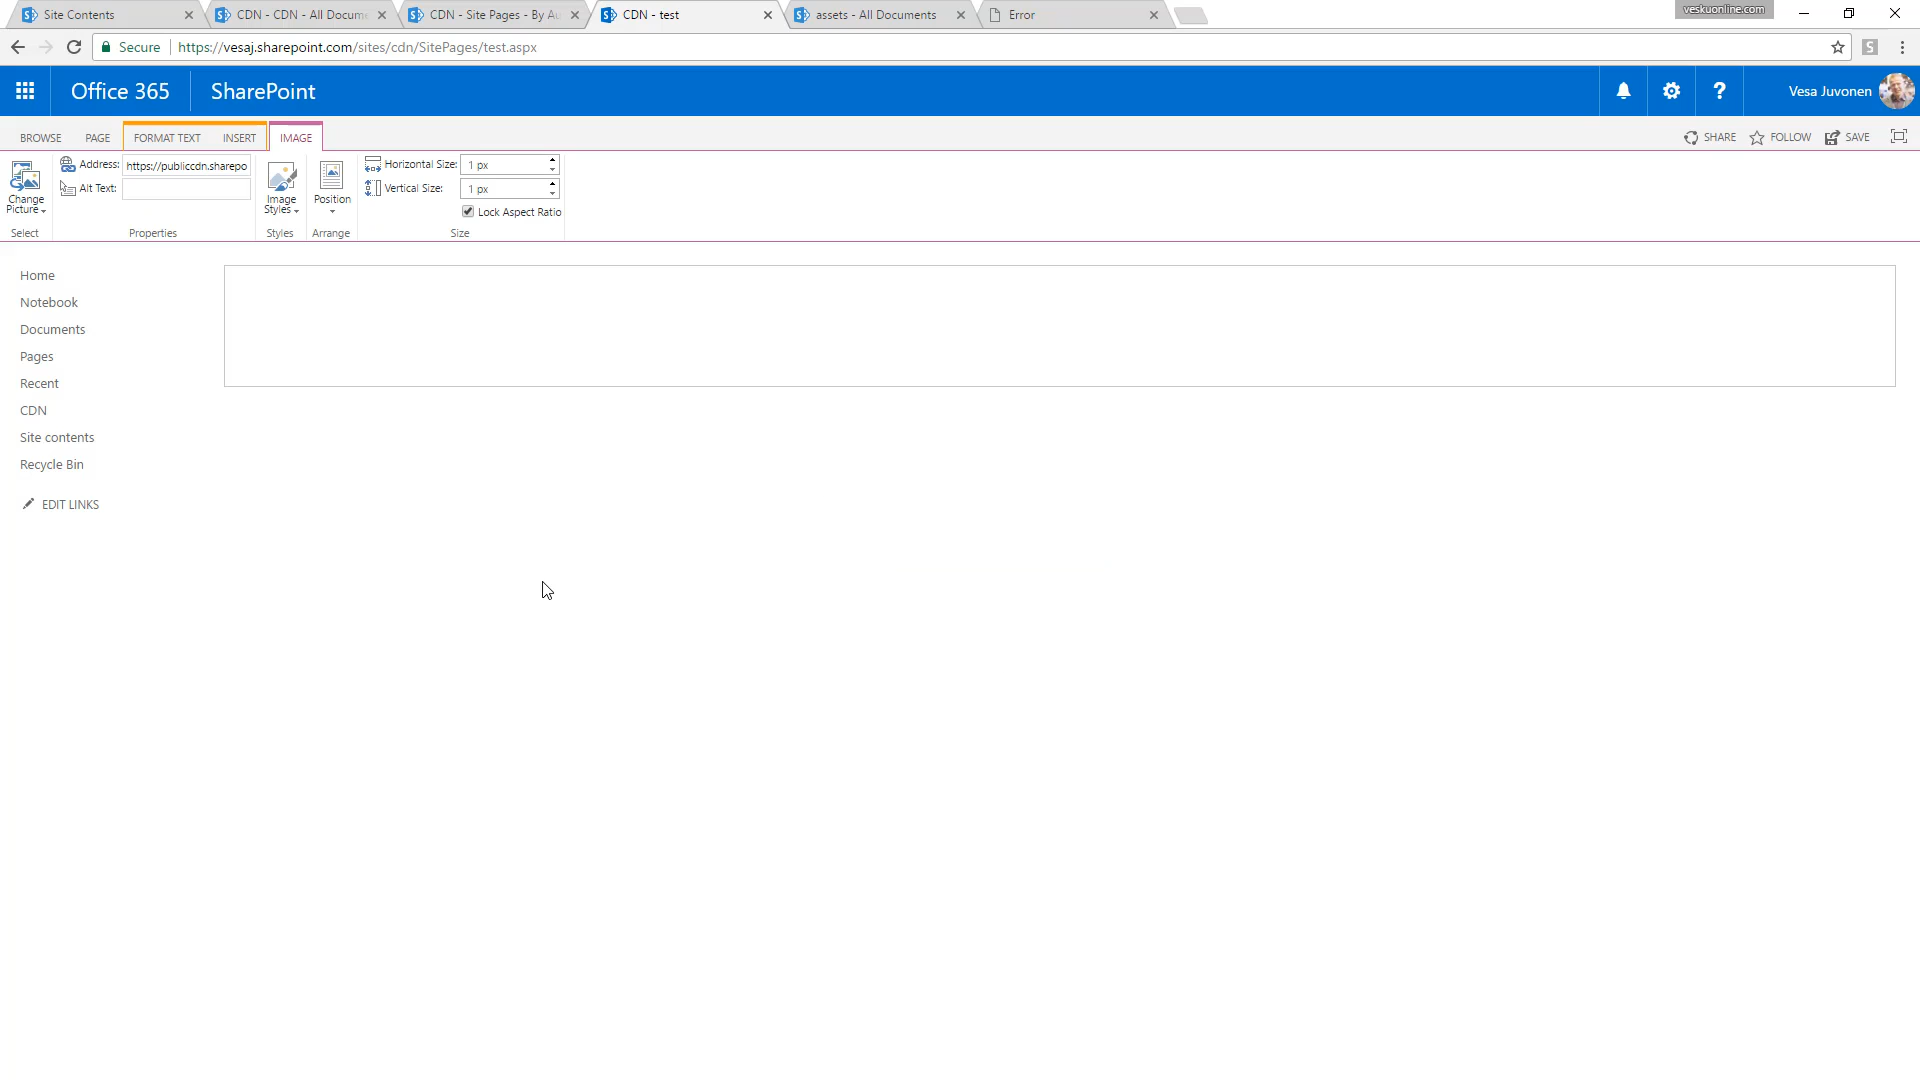 Site Contents
CDN - CDN - All Docume
CDN - Site Pages - By Au
CDN - test
assets - All Documents
Error
veskuonline.com
Secure
https://vesaj.sharepoint.com/sites/cdn/SitePages/test.aspx
S
Office 365
SharePoint
Vesa Juvonen
BROWSE
PAGE
FORMAT TEXT
INSERT
IMAGE
SHARE
FOLLOW
SAVE
Change Picture
Select
Address: https://publiccdn.sharepo
Alt Text:
Properties
Image Styles
Styles
Position
Arrange
Horizontal Size: 1 px
Vertical Size: 1 px
Lock Aspect Ratio
Size
Home
Notebook
Documents
Pages
Recent
CDN
Site contents
Recycle Bin
EDIT LINKS